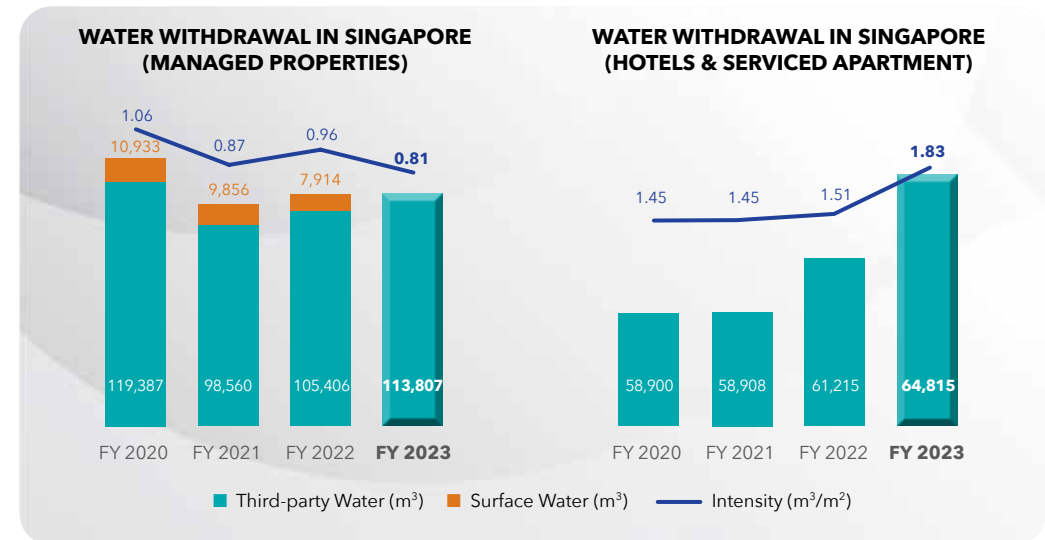 WATER WITHDRAWAL IN SINGAPORE
(MANAGED PROPERTIES)
1.06
0.87
0.96
0.81
10,933
9,856
7,914
119,387
98,560
105,406
113,807
FY 2020
FY 2021
FY 2022
FY 2023
WATER WITHDRAWAL IN SINGAPORE
(HOTELS & SERVICED APARTMENT)
1.45
1.45
1.51
1.83
58,900
58,908
61,215
64,815
FY 2020
FY 2021
FY 2022
FY 2023
Third-party Water (m³)
Surface Water (m³)
Intensity (m³/m²)